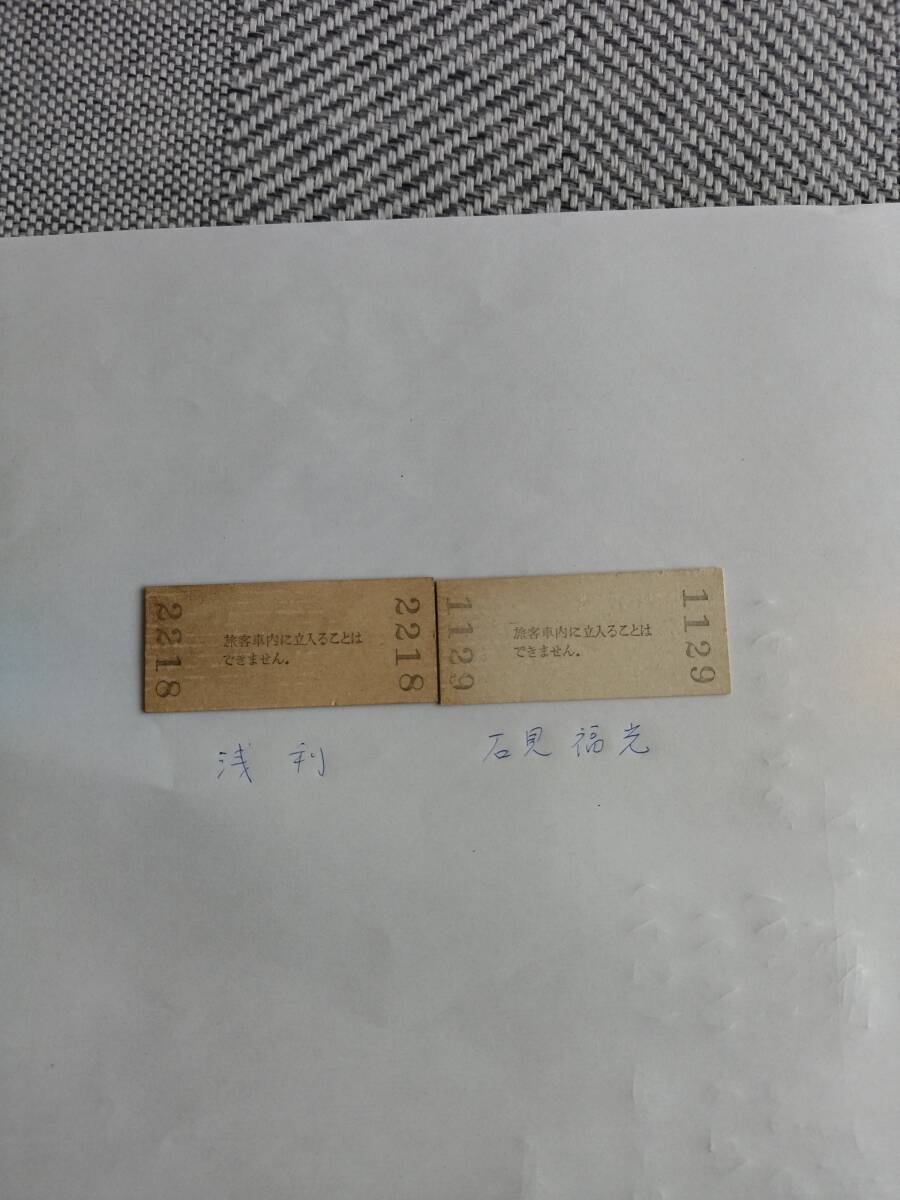 2218
旅客車内に立入ることは
できません。
2218
1129
旅客車内に立入ることは
できません。
1129
浅利
石見福光